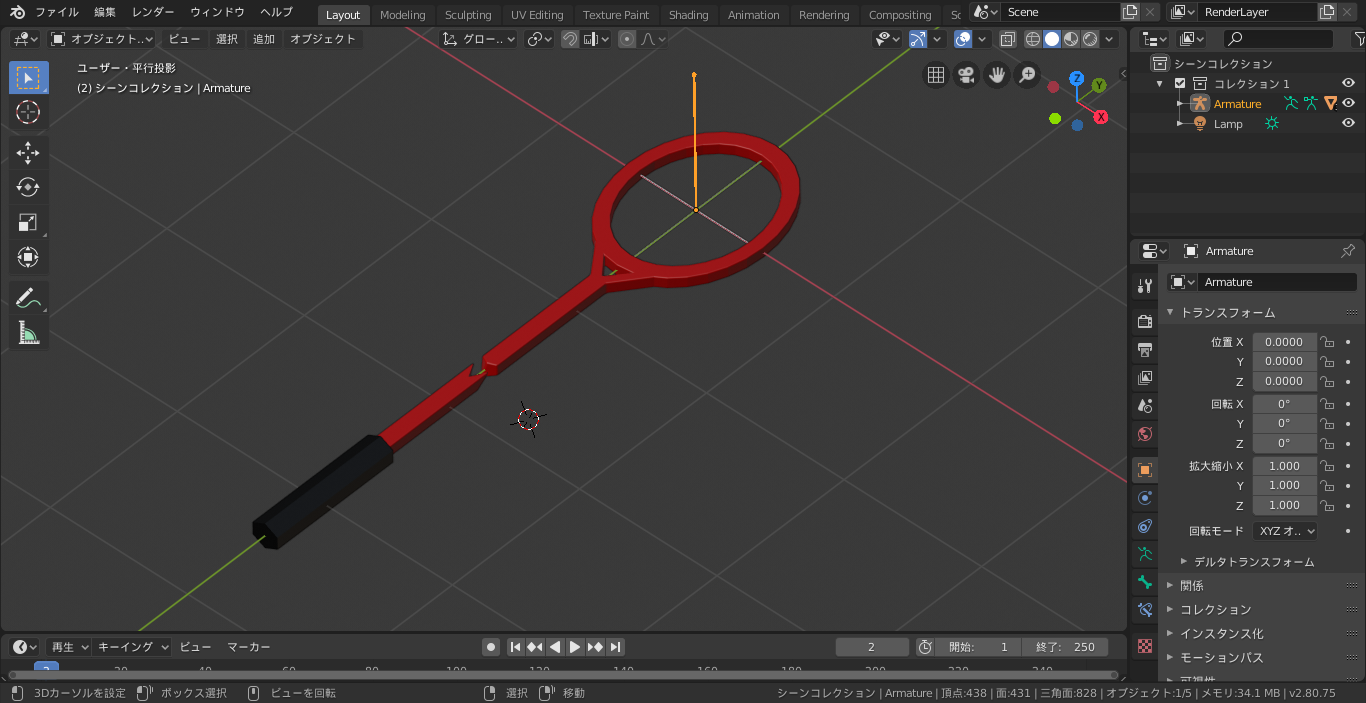 ファイル 編集 レンダー ウィンドウ ヘルプ Layout Modeling Sculpting UV Editing Texture Paint Shading Animation Rendering Compositing Sc Scene RenderLayer
オブジェクト.. ビュー 選択 追加 オブジェクト グロー..
ユーザー・平行投影
(2) シーンコレクション | Armature
Z
Y
X
シーンコレクション
コレクション 1
Armature
Lamp
Armature
Armature
トランスフォーム
位置 X 0.0000
Y 0.0000
Z 0.0000
回転 X 0°
Y 0°
Z 0°
拡大縮小 X 1.000
Y 1.000
Z 1.000
回転モード XYZ オ..
デルタトランスフォーム
関係
コレクション
インスタンス化
モーションパス
再生 キーイング ビュー マーカー 2 開始: 1 終了: 250
2 20 40 60 80 100 120 140 160 180 200 220 240
3Dカーソルを設定 ボックス選択 ビューを回転 選択 移動 シーンコレクション | Armature | 頂点:438 | 面:431 | 三角面:828 | オブジェクト:1/5 | メモリ:34.1 MB | v2.80.75